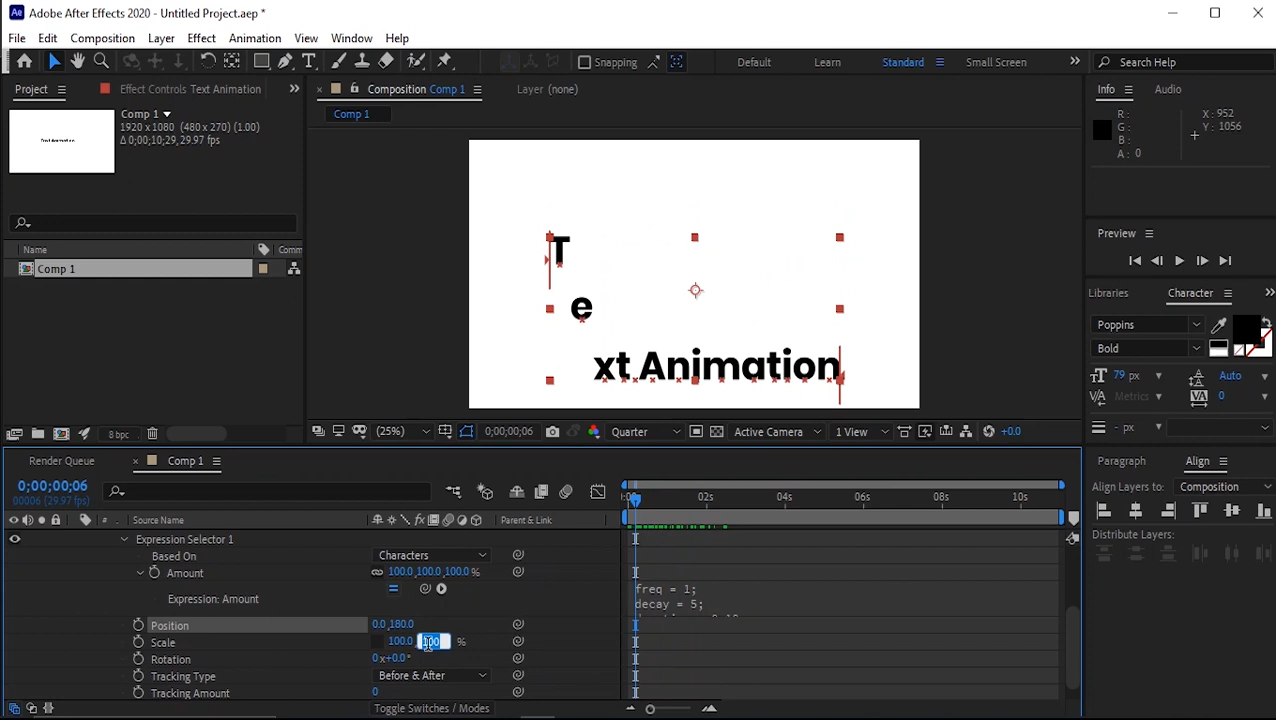 Ae Adobe After Effects 2020 - Untitled Project.aep *
File Edit Composition Layer Effect Animation View Window Help
Snapping Default Learn Standard Small Screen Search Help
Project Effect Controls Text Animation Composition Comp 1 Layer (none) Info Audio
Comp 1
1920 x 1080 (480 x 270) (1.00)
Δ 0;00;10;29, 29.97 fps
Comp 1
R :
G :
B :
A : 0
X : 952
Y : 1056
Text Animation
Name Comm
Comp 1
T
e
xt Animation
Preview
Libraries Character
Poppins
Bold
79 px Auto
Metrics 0
- px
8 bpc
(25%) 0;00;00;06 Quarter Active Camera 1 View +0.0
Render Queue Comp 1
Paragraph Align
0;00;00;06
00006 (29.97 fps)
Align Layers to: Composition
Distribute Layers:
# Source Name Parent & Link
02s 04s 06s 08s 10s
Expression Selector 1
Based On Characters
Amount 100.0,100.0,100.0%
Expression: Amount
freq = 1;
decay = 5;
Position 0.0,180.0
Scale 100.0, 100 %
Rotation 0x+0.0°
Tracking Type Before & After
Tracking Amount 0
Toggle Switches / Modes